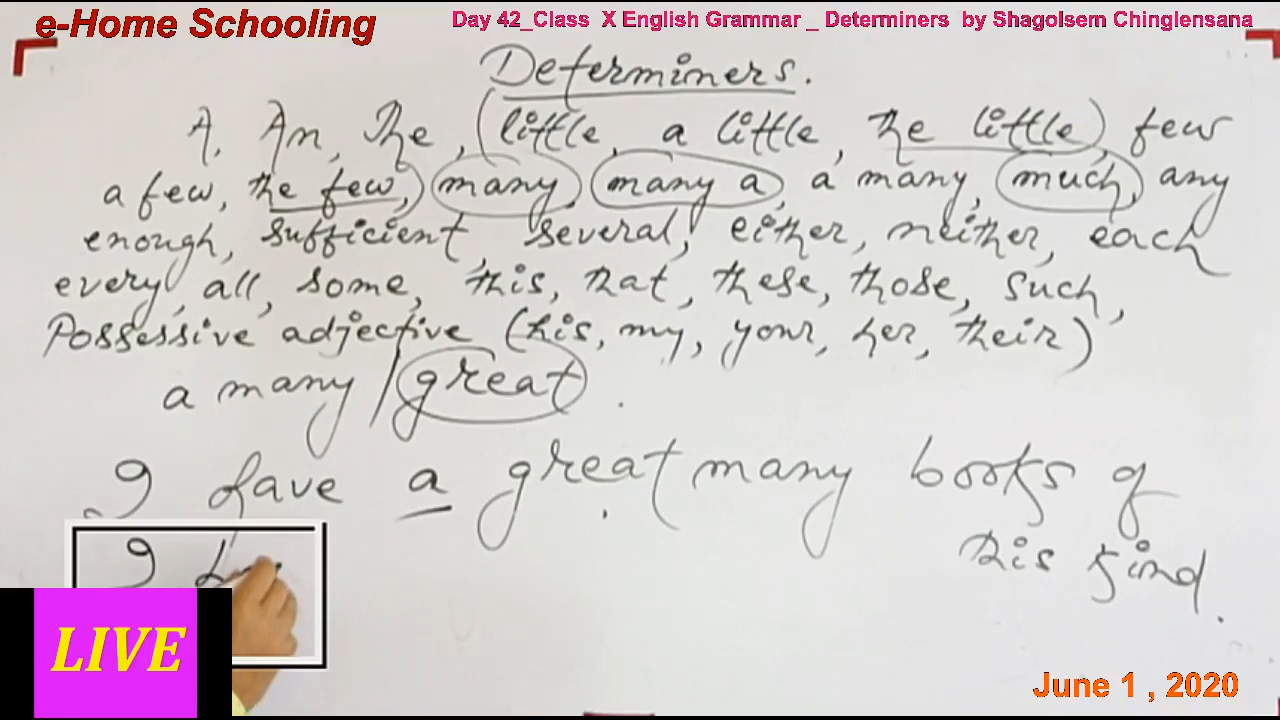 e-Home Schooling
Day 42_Class X English Grammar _ Determiners by Shagolsem Chinglensana
Determiners.
A, An, The, (little, a little, the little) few
a few, the few,) many, many a, a many, much, any
enough, sufficient, several, either, neither, each
every, all, some, this, that, these, those, such,
Possessive adjective (his, my, your, her, their)
a many / great.
I have a great many books of
this kind.
I
LIVE
June 1 , 2020